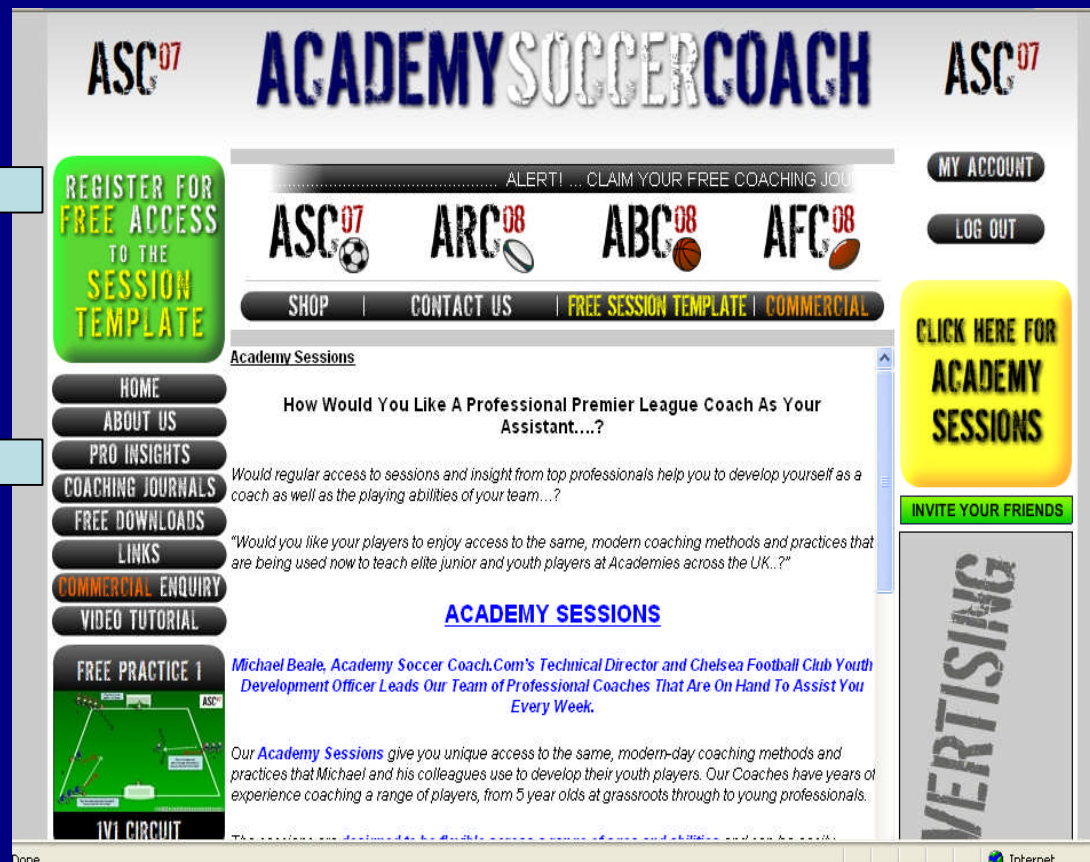 ASC07
ACADEMYSOCCERCOACH
ASC07
REGISTER FOR
FREE ACCESS
TO THE
SESSION
TEMPLATE
HOME
ABOUT US
PRO INSIGHTS
COACHING JOURNALS
FREE DOWNLOADS
LINKS
COMMERCIAL ENQUIRY
VIDEO TUTORIAL
FREE PRACTICE 1
ASC
1V1 CIRCUIT
ALERT! ... CLAIM YOUR FREE COACHING
ASC07 ARC08 ABC08 AFC08
SHOP | CONTACT US | FREE SESSION TEMPLATE | COMMERCIAL
Academy Sessions
How Would You Like A Professional Premier League Coach As Your
Assistant....?
Would regular access to sessions and insight from top professionals help you to develop yourself as a
coach as well as the playing abilities of your team…?
"Would you like your players to enjoy access to the same, modern coaching methods and practices that
are being used now to teach elite junior and youth players at Academies across the UK..?"
ACADEMY SESSIONS
Michael Beale, Academy Soccer Coach.Com's Technical Director and Chelsea Football Club Youth
Development Officer Leads Our Team of Professional Coaches That Are On Hand To Assist You
Every Week.
Our Academy Sessions give you unique access to the same, modern-day coaching methods and
practices that Michael and his colleagues use to develop their youth players. Our Coaches have years of
experience coaching a range of players, from 5 year olds at grassroots through to young professionals.
MY ACCOUNT
LOG OUT
CLICK HERE FOR
ACADEMY
SESSIONS
INVITE YOUR FRIENDS
VERTISING
Done
Internet